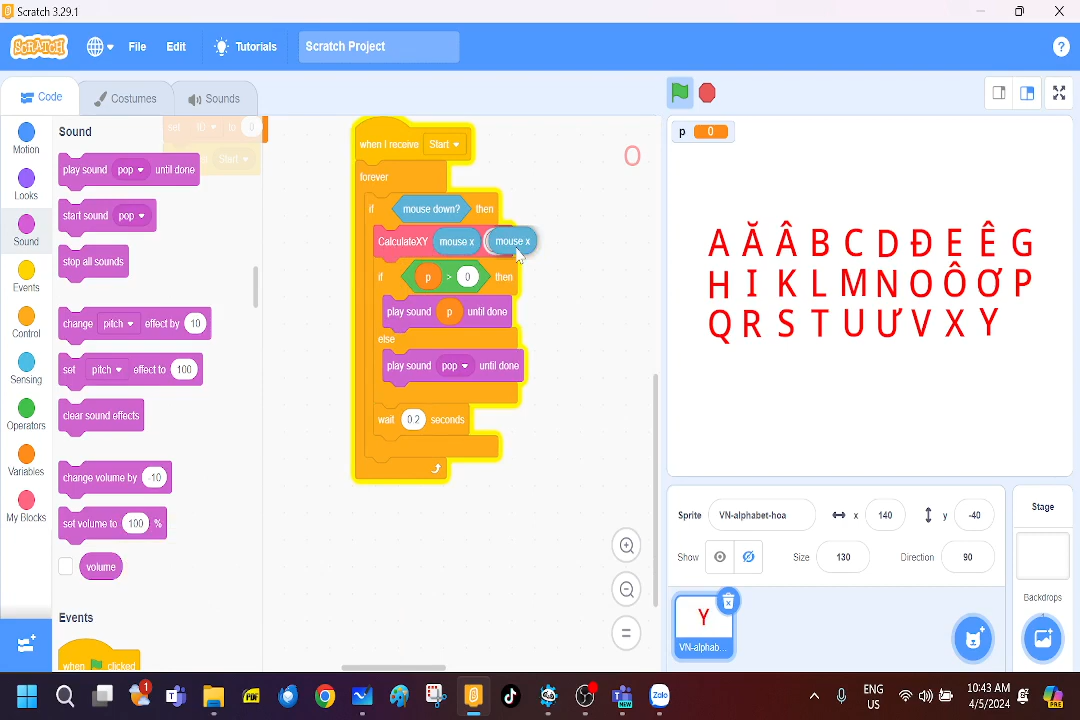 Scratch 3.29.1
SCRATCH File Edit Tutorials Scratch Project
Code Costumes Sounds
Motion
Looks
Sound
Events
Control
Sensing
Operators
Variables
My Blocks
Sound
play sound pop until done
start sound pop
stop all sounds
change pitch effect by 10
set pitch effect to 100
clear sound effects
change volume by -10
set volume to 100 %
volume
Events
when clicked
when I receive Start
forever
if mouse down? then
CalculateXY mouse x mouse x
if p > 0 then
play sound p until done
else
play sound pop until done
wait 0.2 seconds
p 0
A Ă Â B C D Đ E Ê G
H I K L M N O Ô Ơ P
Q R S T U Ư V X Y
Sprite VN-alphabet-hoa x 140 y -40
Show Size 130 Direction 90
Y
VN-alphab...
Stage
Backdrops
1
ENG
US
10:43 AM
4/5/2024